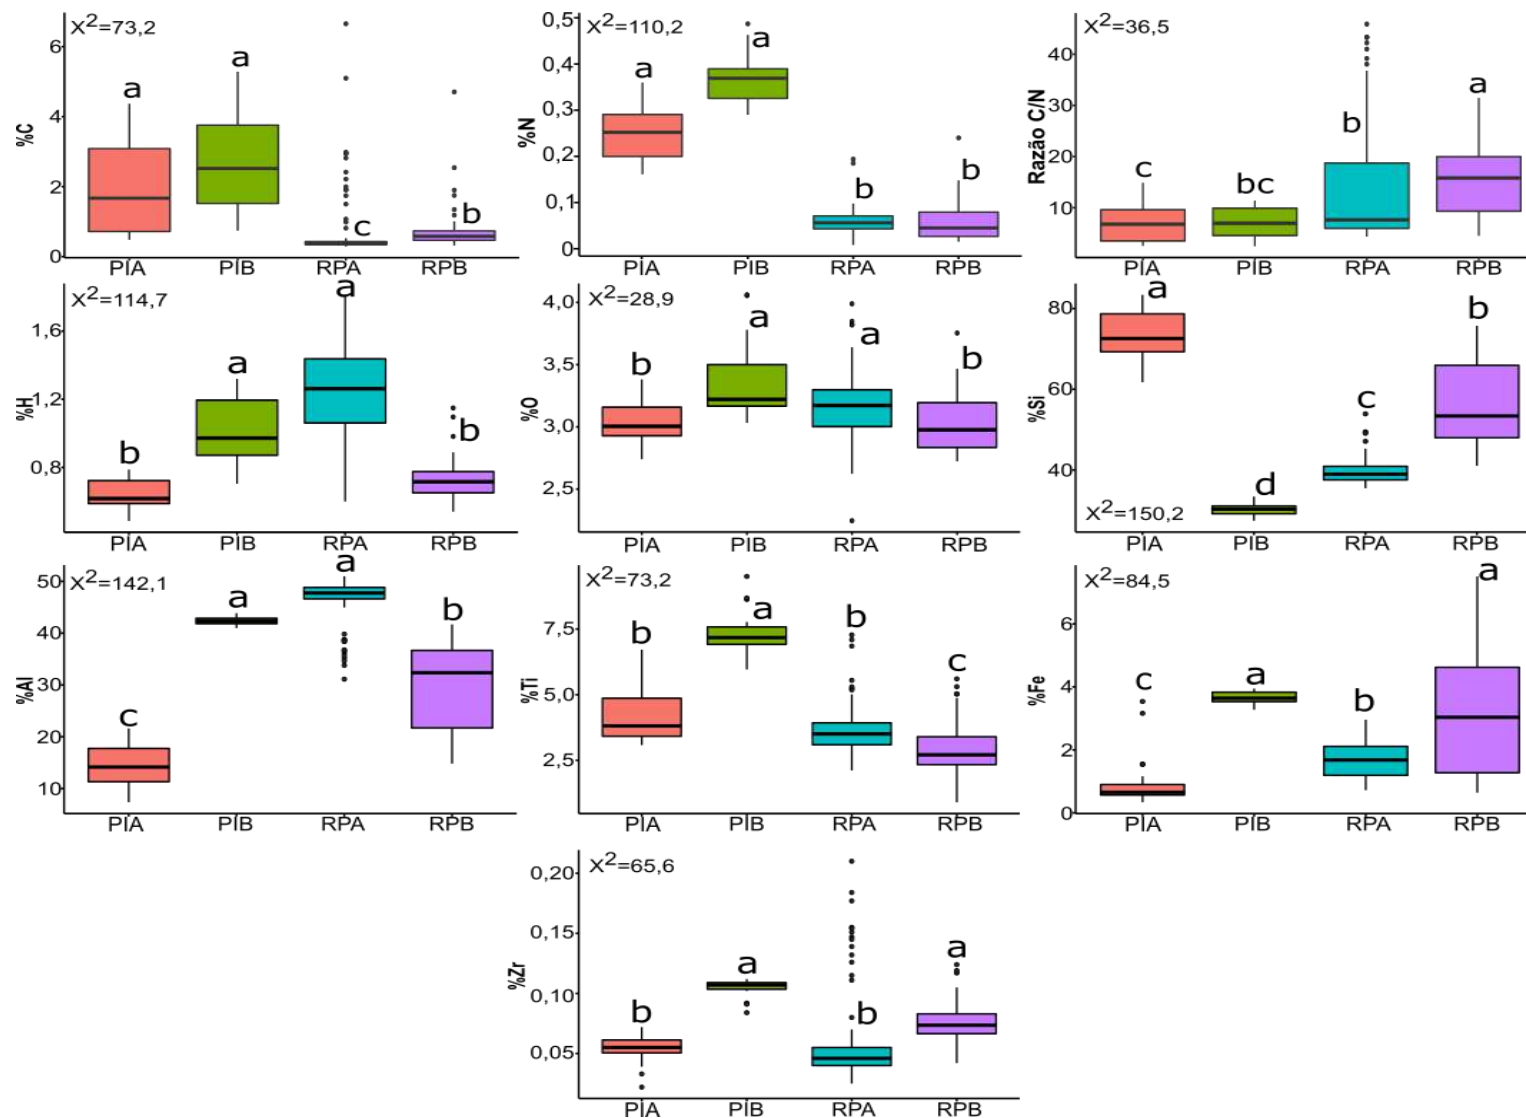 X²=73,2
%C
6
4
2
0
a
a
c
b
PIA PIB RPA RPB
X²=110,2
%N
0,5
0,4
0,3
0,2
0,1
0
a
a
b
b
PIA PIB RPA RPB
X²=36,5
Razão C/N
40
30
20
10
c
bc
b
a
PIA PIB RPA RPB
X²=114,7
%H
1,6
1,2
0,8
b
a
a
b
PIA PIB RPA RPB
X²=28,9
%O
4,0
3,5
3,0
2,5
b
a
a
b
PIA PIB RPA RPB
X²=150,2
%Si
80
60
40
a
d
c
b
PIA PIB RPA RPB
X²=142,1
%Al
50
40
30
20
10
c
a
a
b
PIA PIB RPA RPB
X²=73,2
%Ti
7,5
5,0
2,5
b
a
b
c
PIA PIB RPA RPB
X²=84,5
%Fe
6
4
2
0
c
a
b
a
PIA PIB RPA RPB
X²=65,6
%Zr
0,20
0,15
0,10
0,05
b
a
b
a
PIA PIB RPA RPB